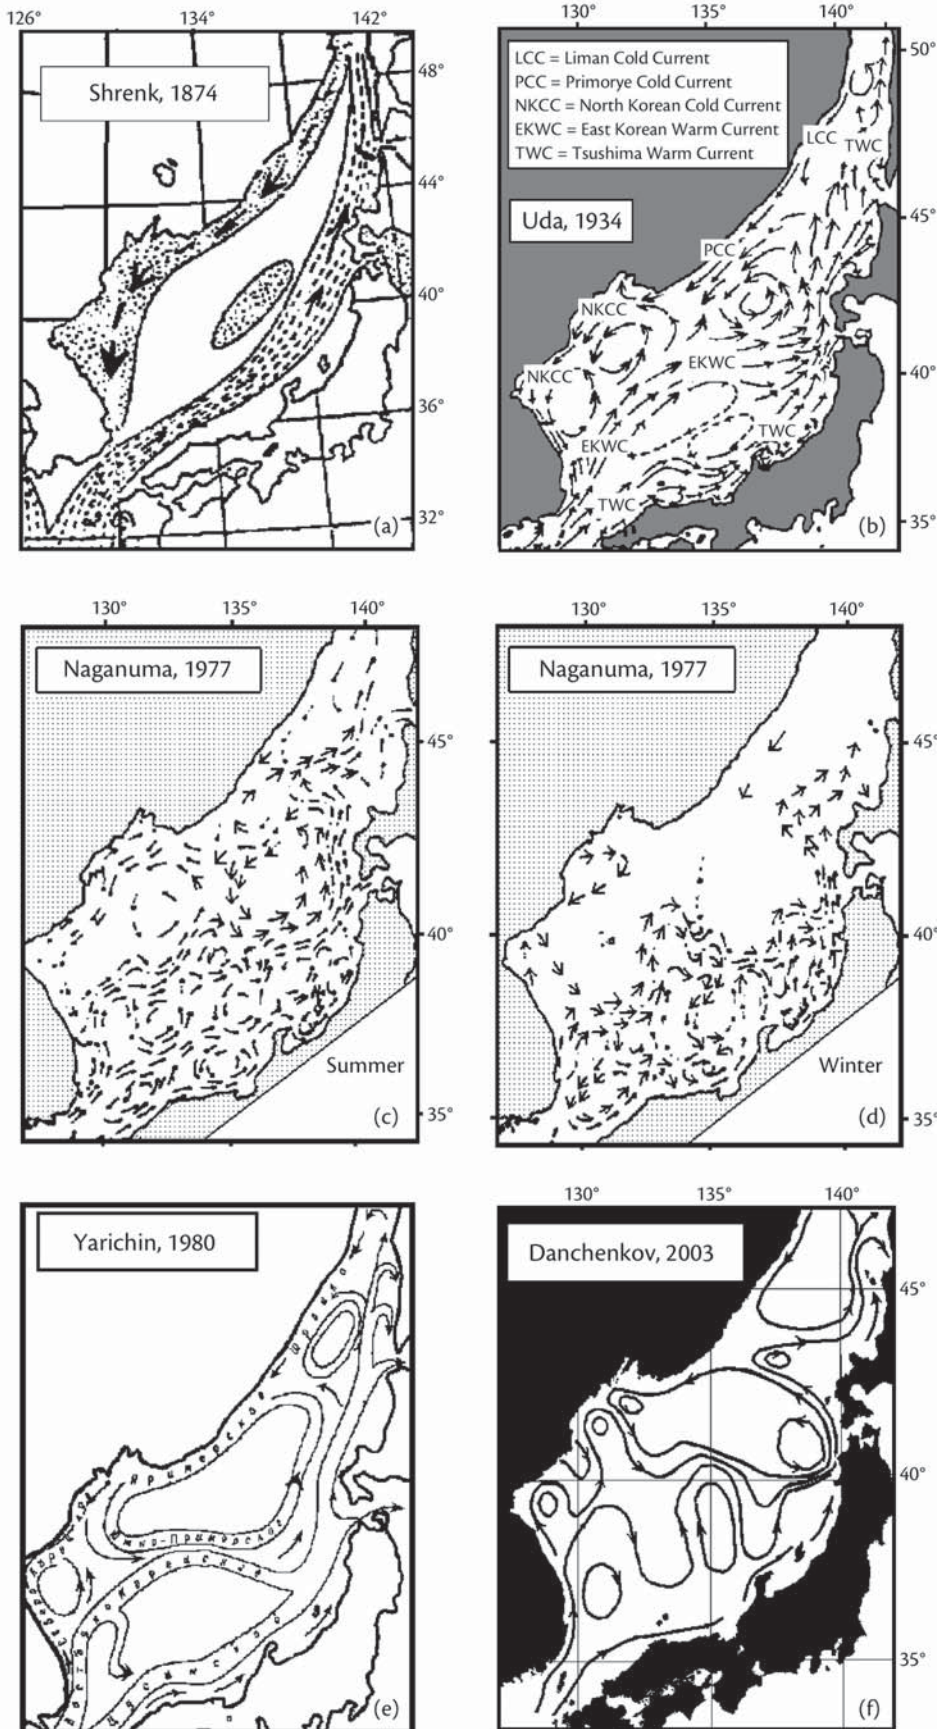 126° 134° 142°
48°
Shrenk, 1874
44°
40°
36°
32°
(a)
130° 135° 140°
50°
LCC = Liman Cold Current
PCC = Primorye Cold Current
NKCC = North Korean Cold Current
EKWC = East Korean Warm Current
TWC = Tsushima Warm Current
LCC TWC
Uda, 1934
45°
PCC
NKCC
EKWC
40°
NKCC
TWC
EKWC
TWC
35°
(b)
130° 135° 140°
Naganuma, 1977
45°
40°
Summer
35°
(c)
130° 135° 140°
Naganuma, 1977
45°
40°
Winter
35°
(d)
Yarichin, 1980
(e)
130° 135° 140°
Danchenkov, 2003
45°
40°
35°
(f)